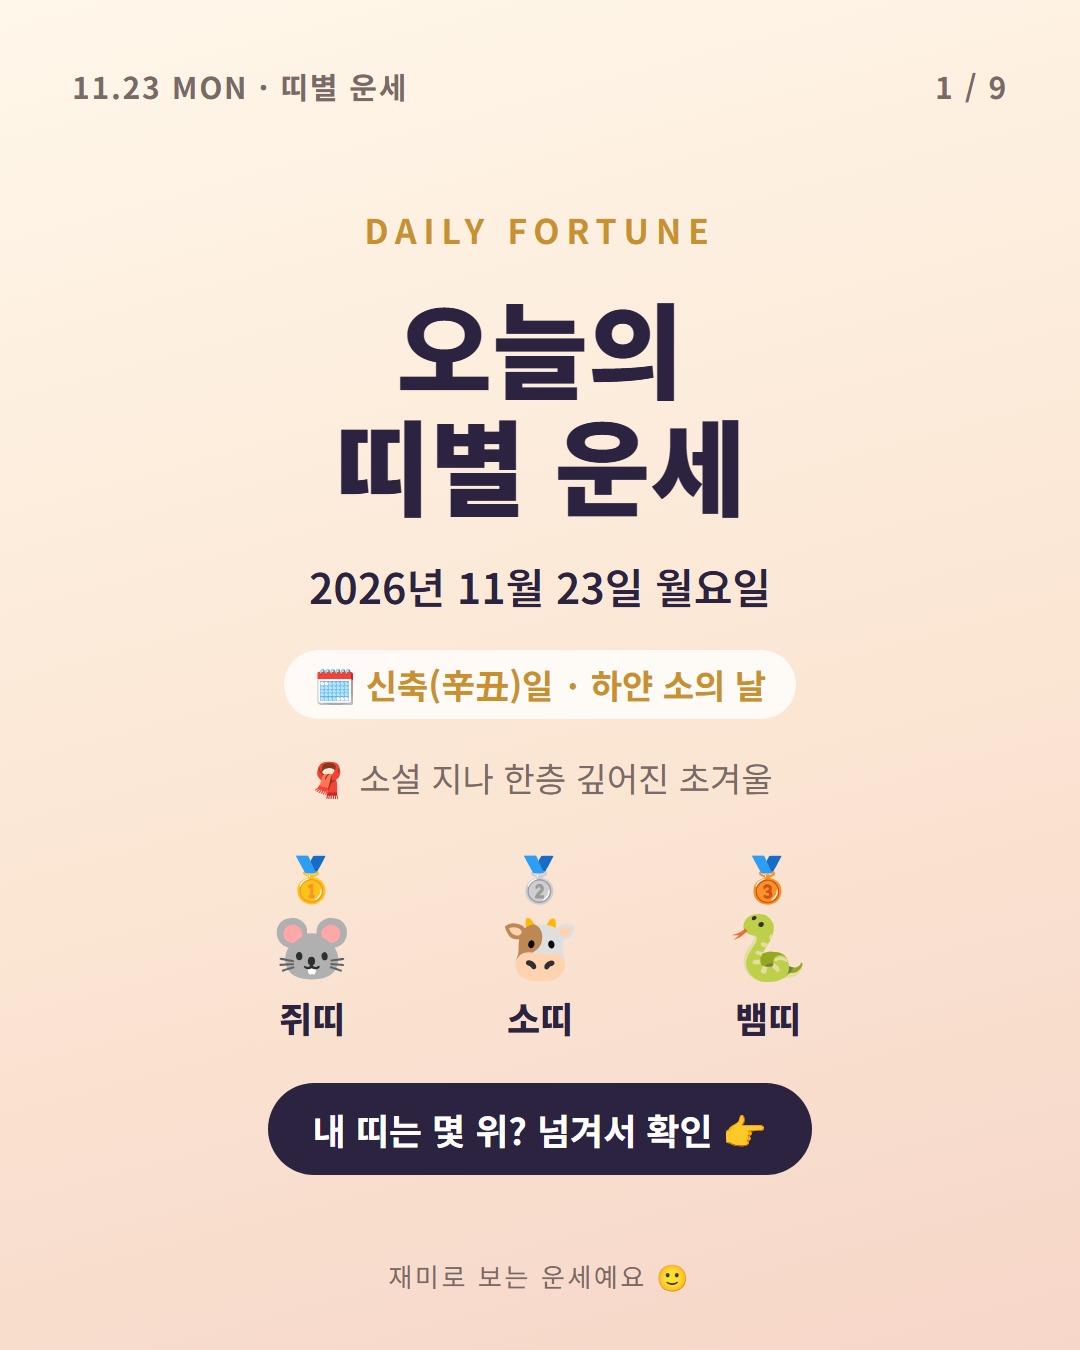 11.23 MON · 띠별 운세
1 / 9
DAILY FORTUNE
오늘의
띠별 운세
2026년 11월 23일 월요일
🗓️ 신축(辛丑)일 · 하얀 소의 날
🧣 소설 지나 한층 깊어진 초겨울
🥇 🥈 🥉
🐭 🐮 🐍
쥐띠 소띠 뱀띠
내 띠는 몇 위? 넘겨서 확인 👉
재미로 보는 운세예요 🙂